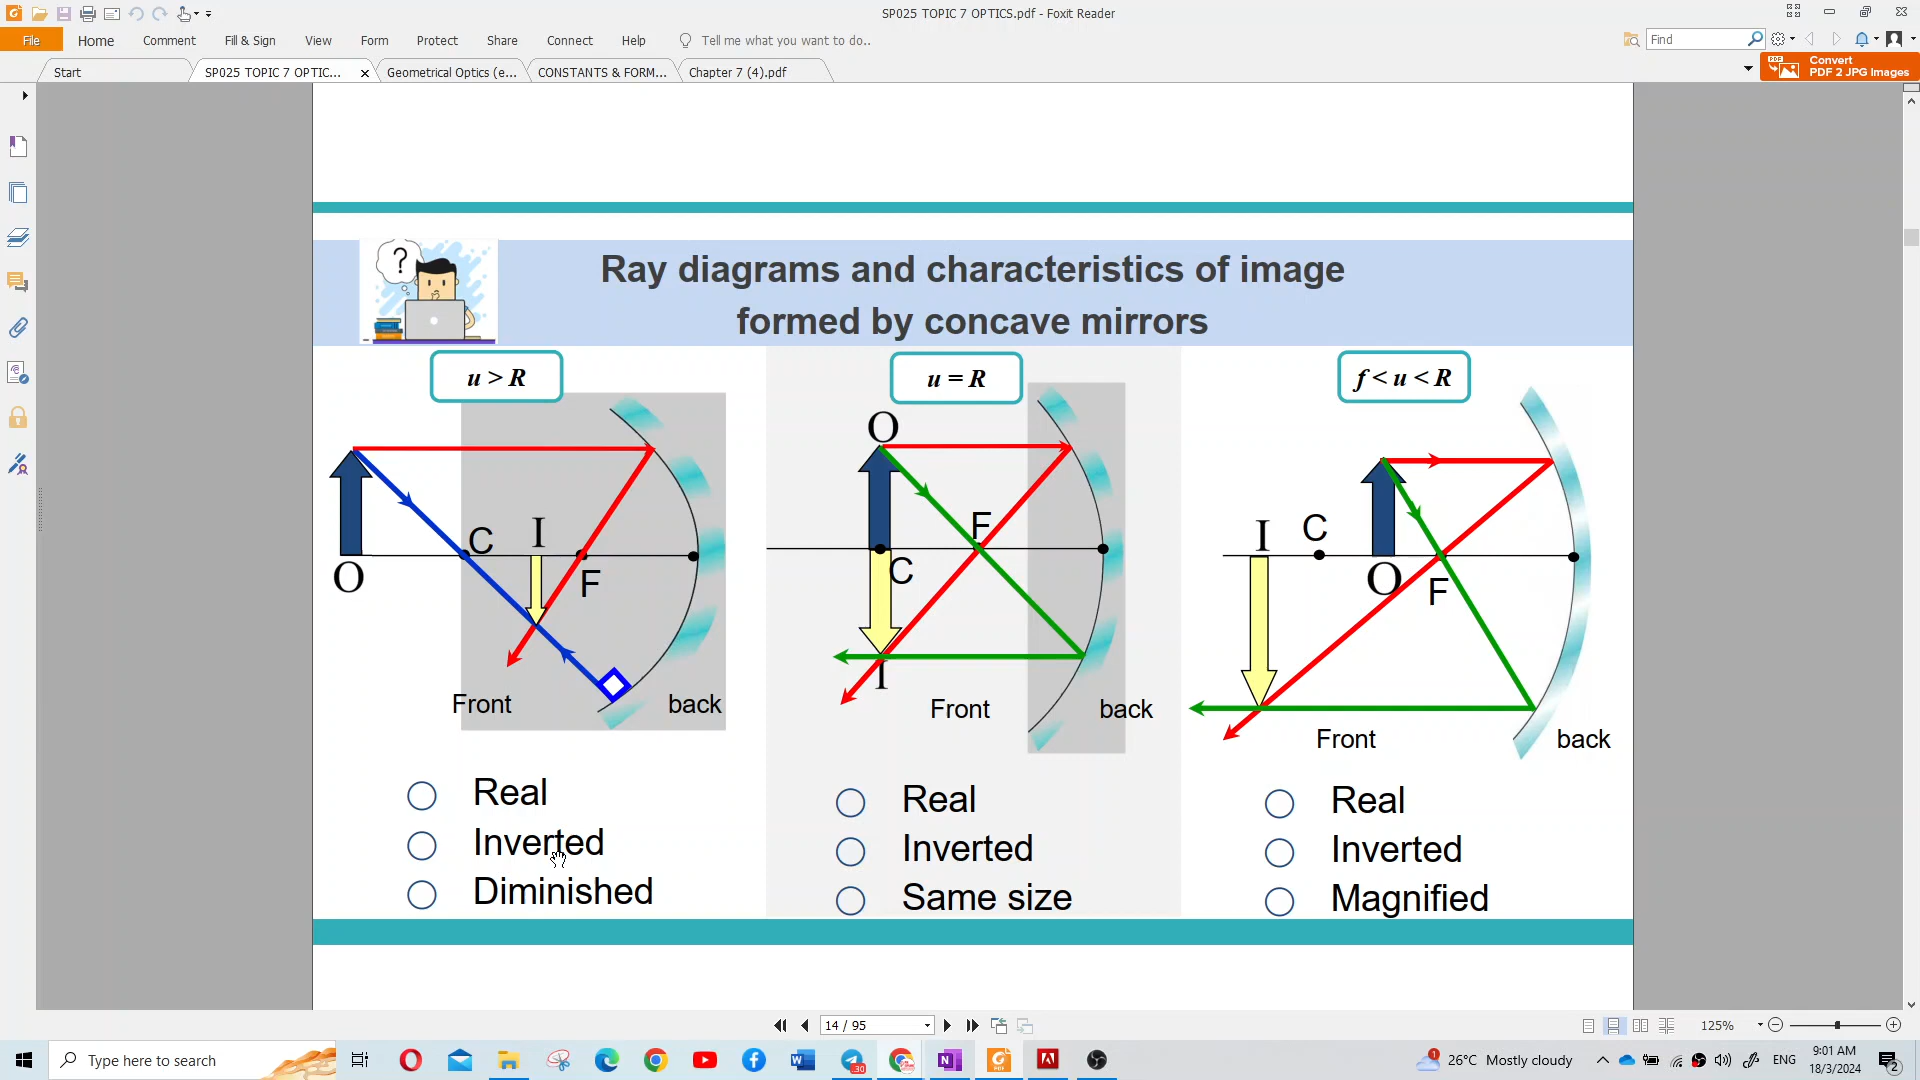 SP025 TOPIC 7 OPTICS.pdf - Foxit Reader
File Home Comment Fill & Sign View Form Protect Share Connect Help Tell me what you want to do.. Find
Start SP025 TOPIC 7 OPTIC... Geometrical Optics (e... CONSTANTS & FORM... Chapter 7 (4).pdf
Convert
PDF 2 JPG Images
?
Ray diagrams and characteristics of image
formed by concave mirrors
u > R
O
C
I
F
Front back
Real
Inverted
Diminished
u = R
O
F
C
I
Front back
Real
Inverted
Same size
f < u < R
I
C
O
F
Front back
Real
Inverted
Magnified
14 / 95
125%
Type here to search
30
1
26°C Mostly cloudy
ENG
9:01 AM
18/3/2024
2